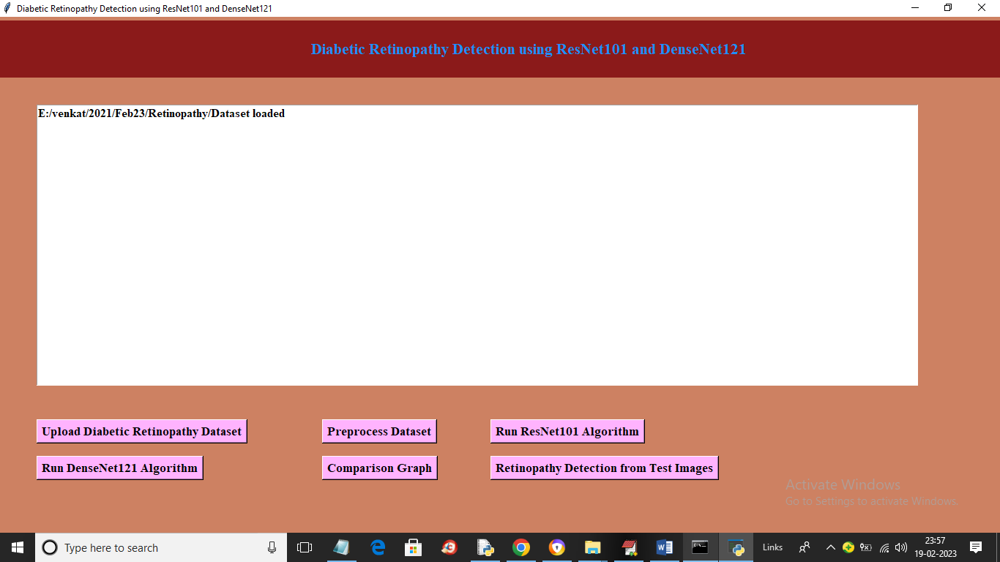 Diabetic Retinopathy Detection using ResNet101 and DenseNet121
Diabetic Retinopathy Detection using ResNet101 and DenseNet121
E:/venkat/2021/Feb23/Retinopathy/Dataset loaded
Upload Diabetic Retinopathy Dataset
Preprocess Dataset
Run ResNet101 Algorithm
Run DenseNet121 Algorithm
Comparison Graph
Retinopathy Detection from Test Images
Activate Windows
Go to Settings to activate Windows.
Type here to search
Links
23:57
19-02-2023